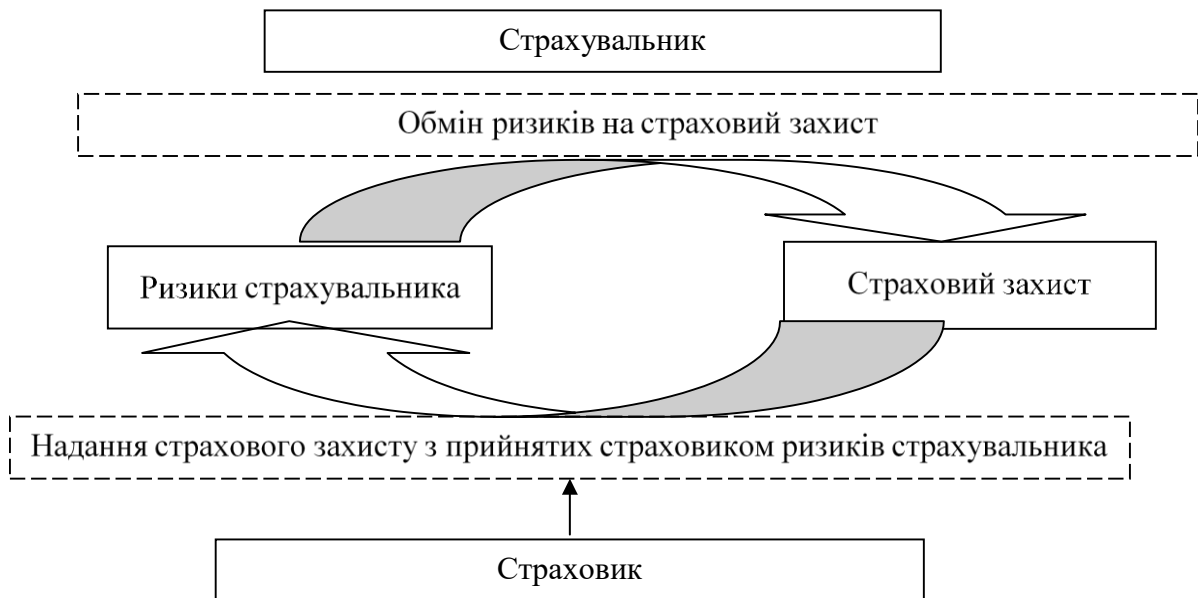 Страхувальник
Обмін ризиків на страховий захист
Ризики страхувальника
Страховий захист
Надання страхового захисту з прийнятих страховиком ризиків страхувальника
Страховик